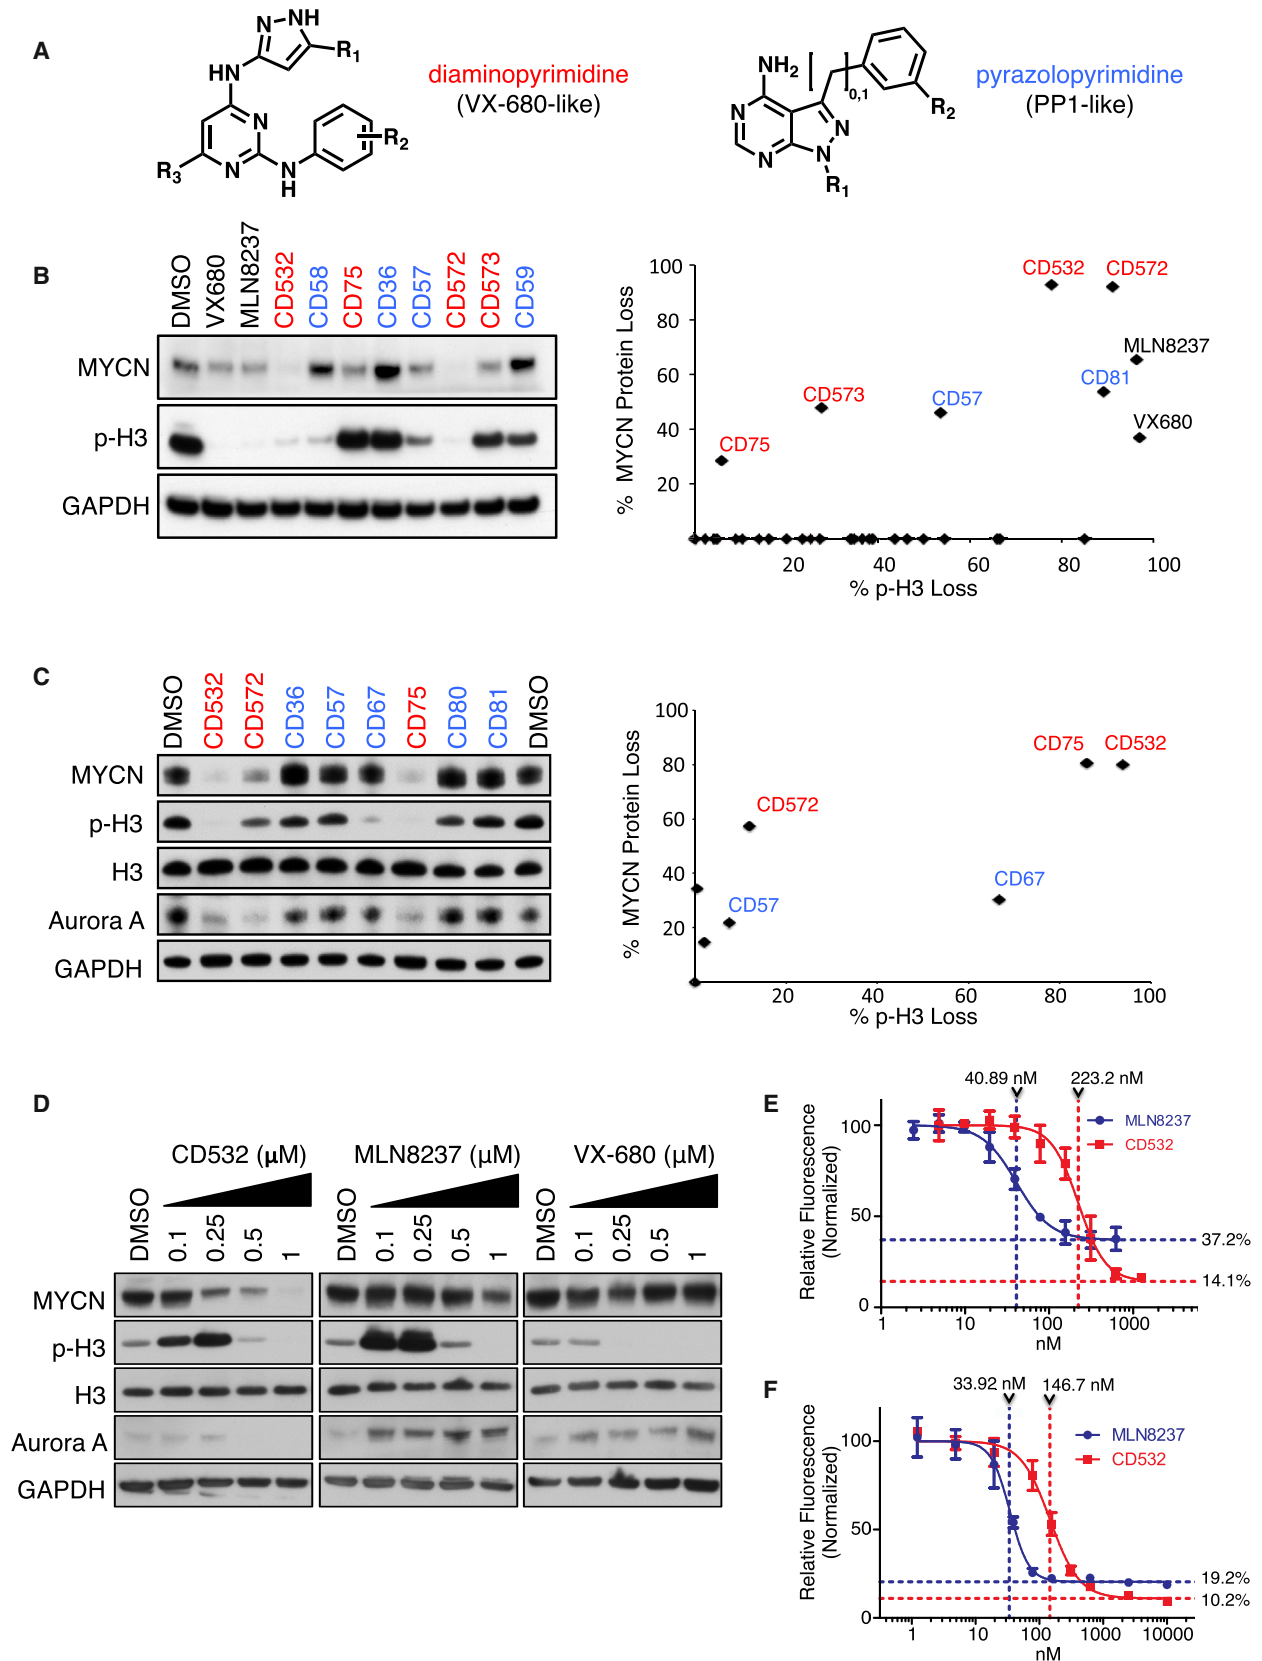 A
N
NH
R1
HN
N
N
R3
N
H
R2
diaminopyrimidine
(VX-680-like)
NH2
0,1
N
N
N
N
R1
R2
pyrazolopyrimidine
(PP1-like)
B
DMSO
VX680
MLN8237
CD532
CD58
CD75
CD36
CD57
CD572
CD573
CD59
MYCN
p-H3
GAPDH
% MYCN Protein Loss
100
80
60
40
20
CD532
CD572
MLN8237
CD81
CD573
CD57
VX680
CD75
20
40
60
80
100
% p-H3 Loss
C
DMSO
CD532
CD572
CD36
CD57
CD67
CD75
CD80
CD81
DMSO
MYCN
p-H3
H3
Aurora A
GAPDH
% MYCN Protein Loss
100
80
60
40
20
CD75
CD532
CD572
CD67
CD57
20
40
60
80
100
% p-H3 Loss
D
CD532 (μM)
MLN8237 (μM)
VX-680 (μM)
DMSO
0.1
0.25
0.5
1
DMSO
0.1
0.25
0.5
1
DMSO
0.1
0.25
0.5
1
MYCN
p-H3
H3
Aurora A
GAPDH
E
40.89 nM
223.2 nM
Relative Fluorescence
(Normalized)
100
50
0
MLN8237
CD532
37.2%
14.1%
1
10
100
1000
nM
F
33.92 nM
146.7 nM
Relative Fluorescence
(Normalized)
100
50
0
MLN8237
CD532
19.2%
10.2%
1
10
100
1000
10000
nM